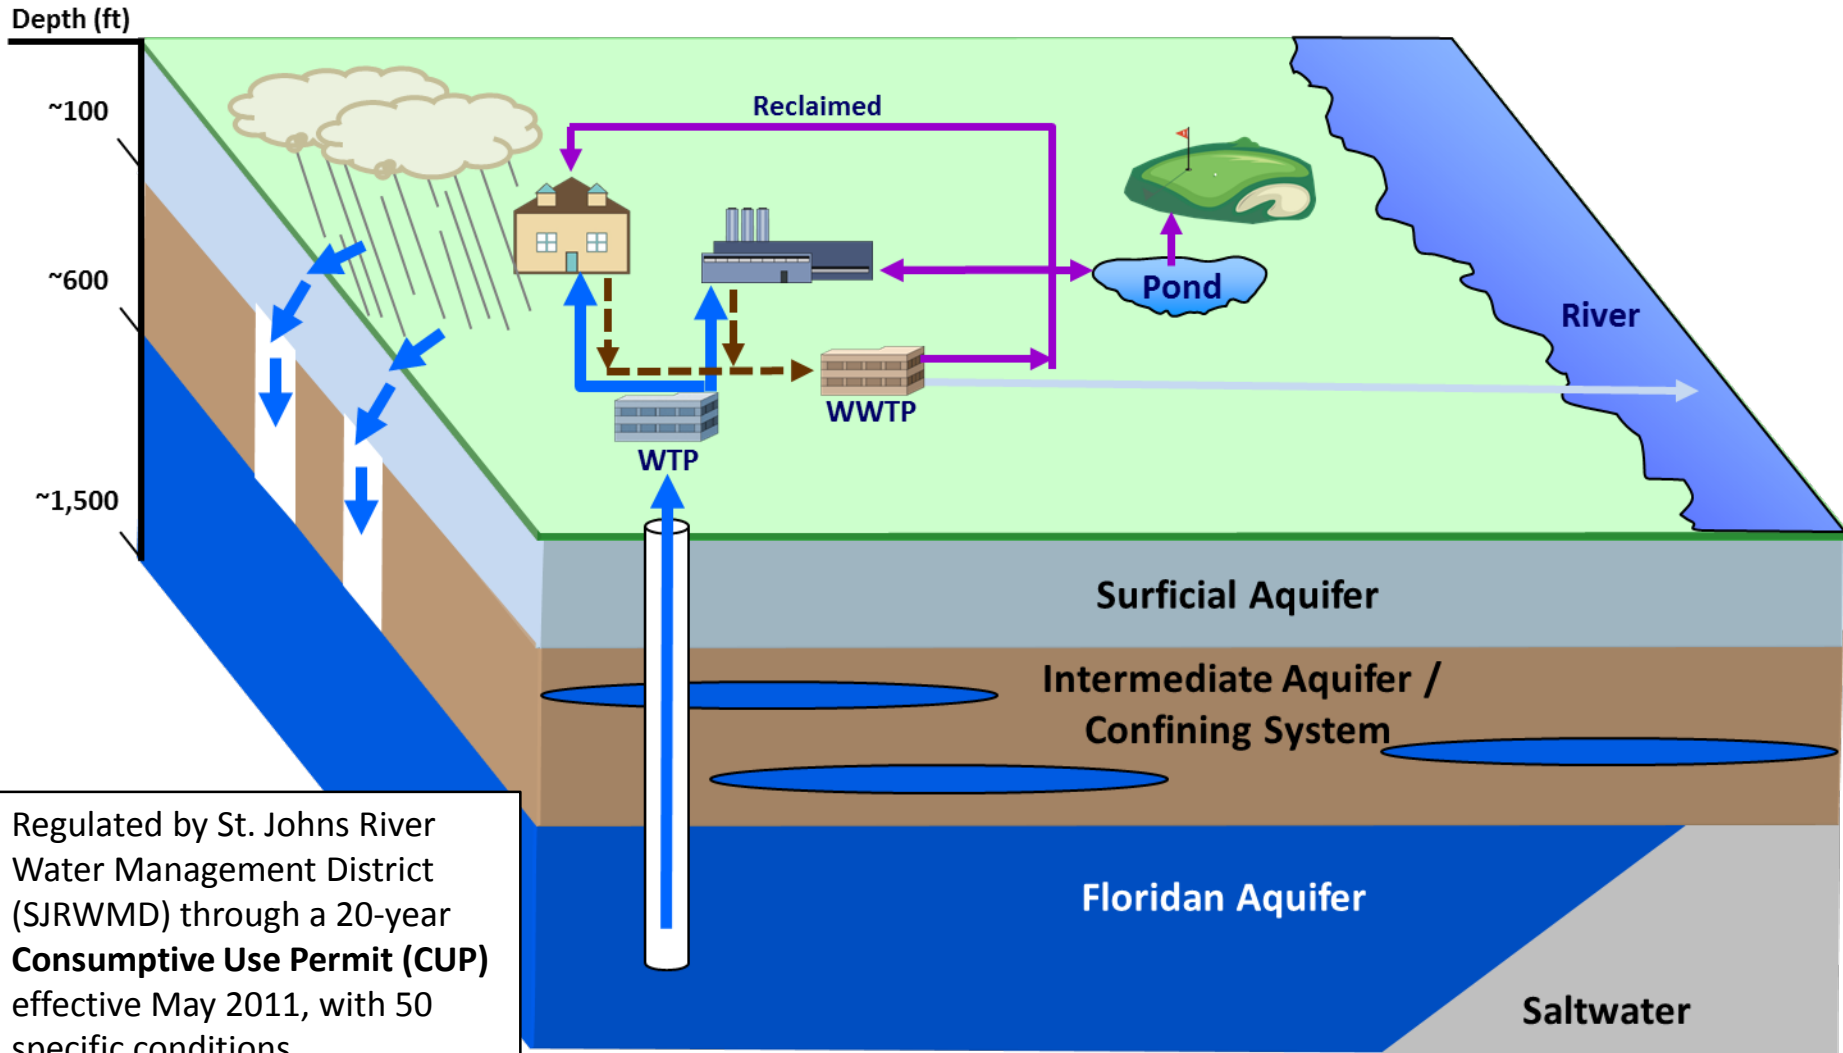 Depth (ft)
~100
~600
~1,500
Reclaimed
Pond
River
WWTP
WTP
Surficial Aquifer
Intermediate Aquifer /
Confining System
Floridan Aquifer
Saltwater
Regulated by St. Johns River
Water Management District
(SJRWMD) through a 20-year
Consumptive Use Permit (CUP)
effective May 2011, with 50
specific conditions